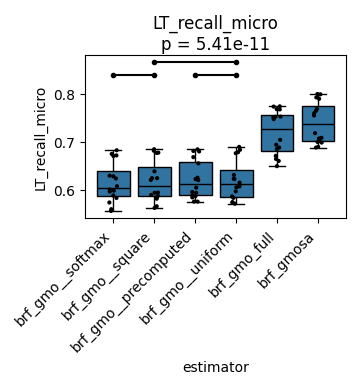 LT_recall_micro
p = 5.41e-11
LT_recall_micro
0.8
0.7
0.6
brf_gmo__softmax
brf_gmo__square
brf_gmo__precomputed
brf_gmo__uniform
brf_gmo_full
brf_gmosa
estimator